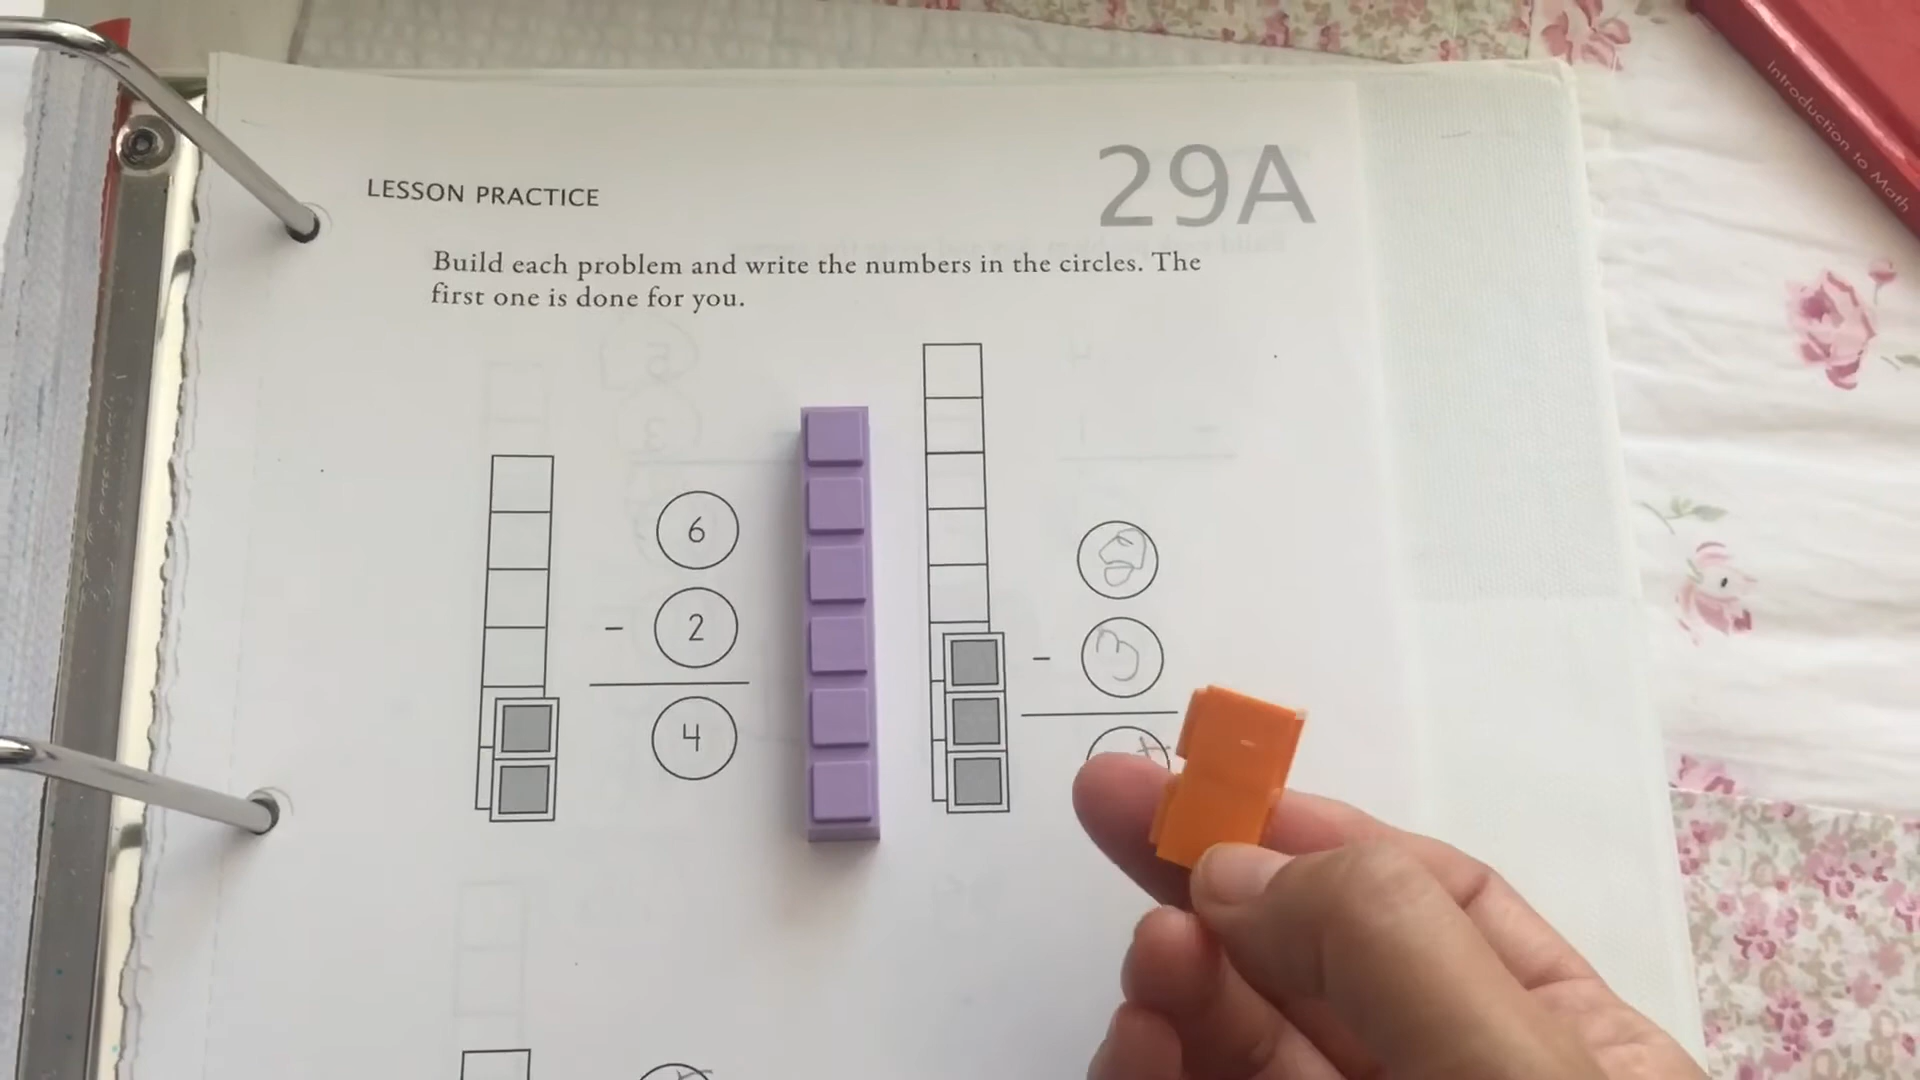 LESSON PRACTICE
29A
Build each problem and write the numbers in the circles. The
first one is done for you.
6
- 2
4
8
- 3
Introduction to Math